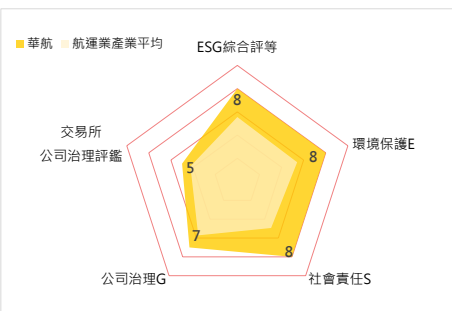 華航 航運業產業平均
ESG綜合評等
8
環境保護E
8
社會責任S
8
公司治理G
7
交易所
公司治理評鑑
5